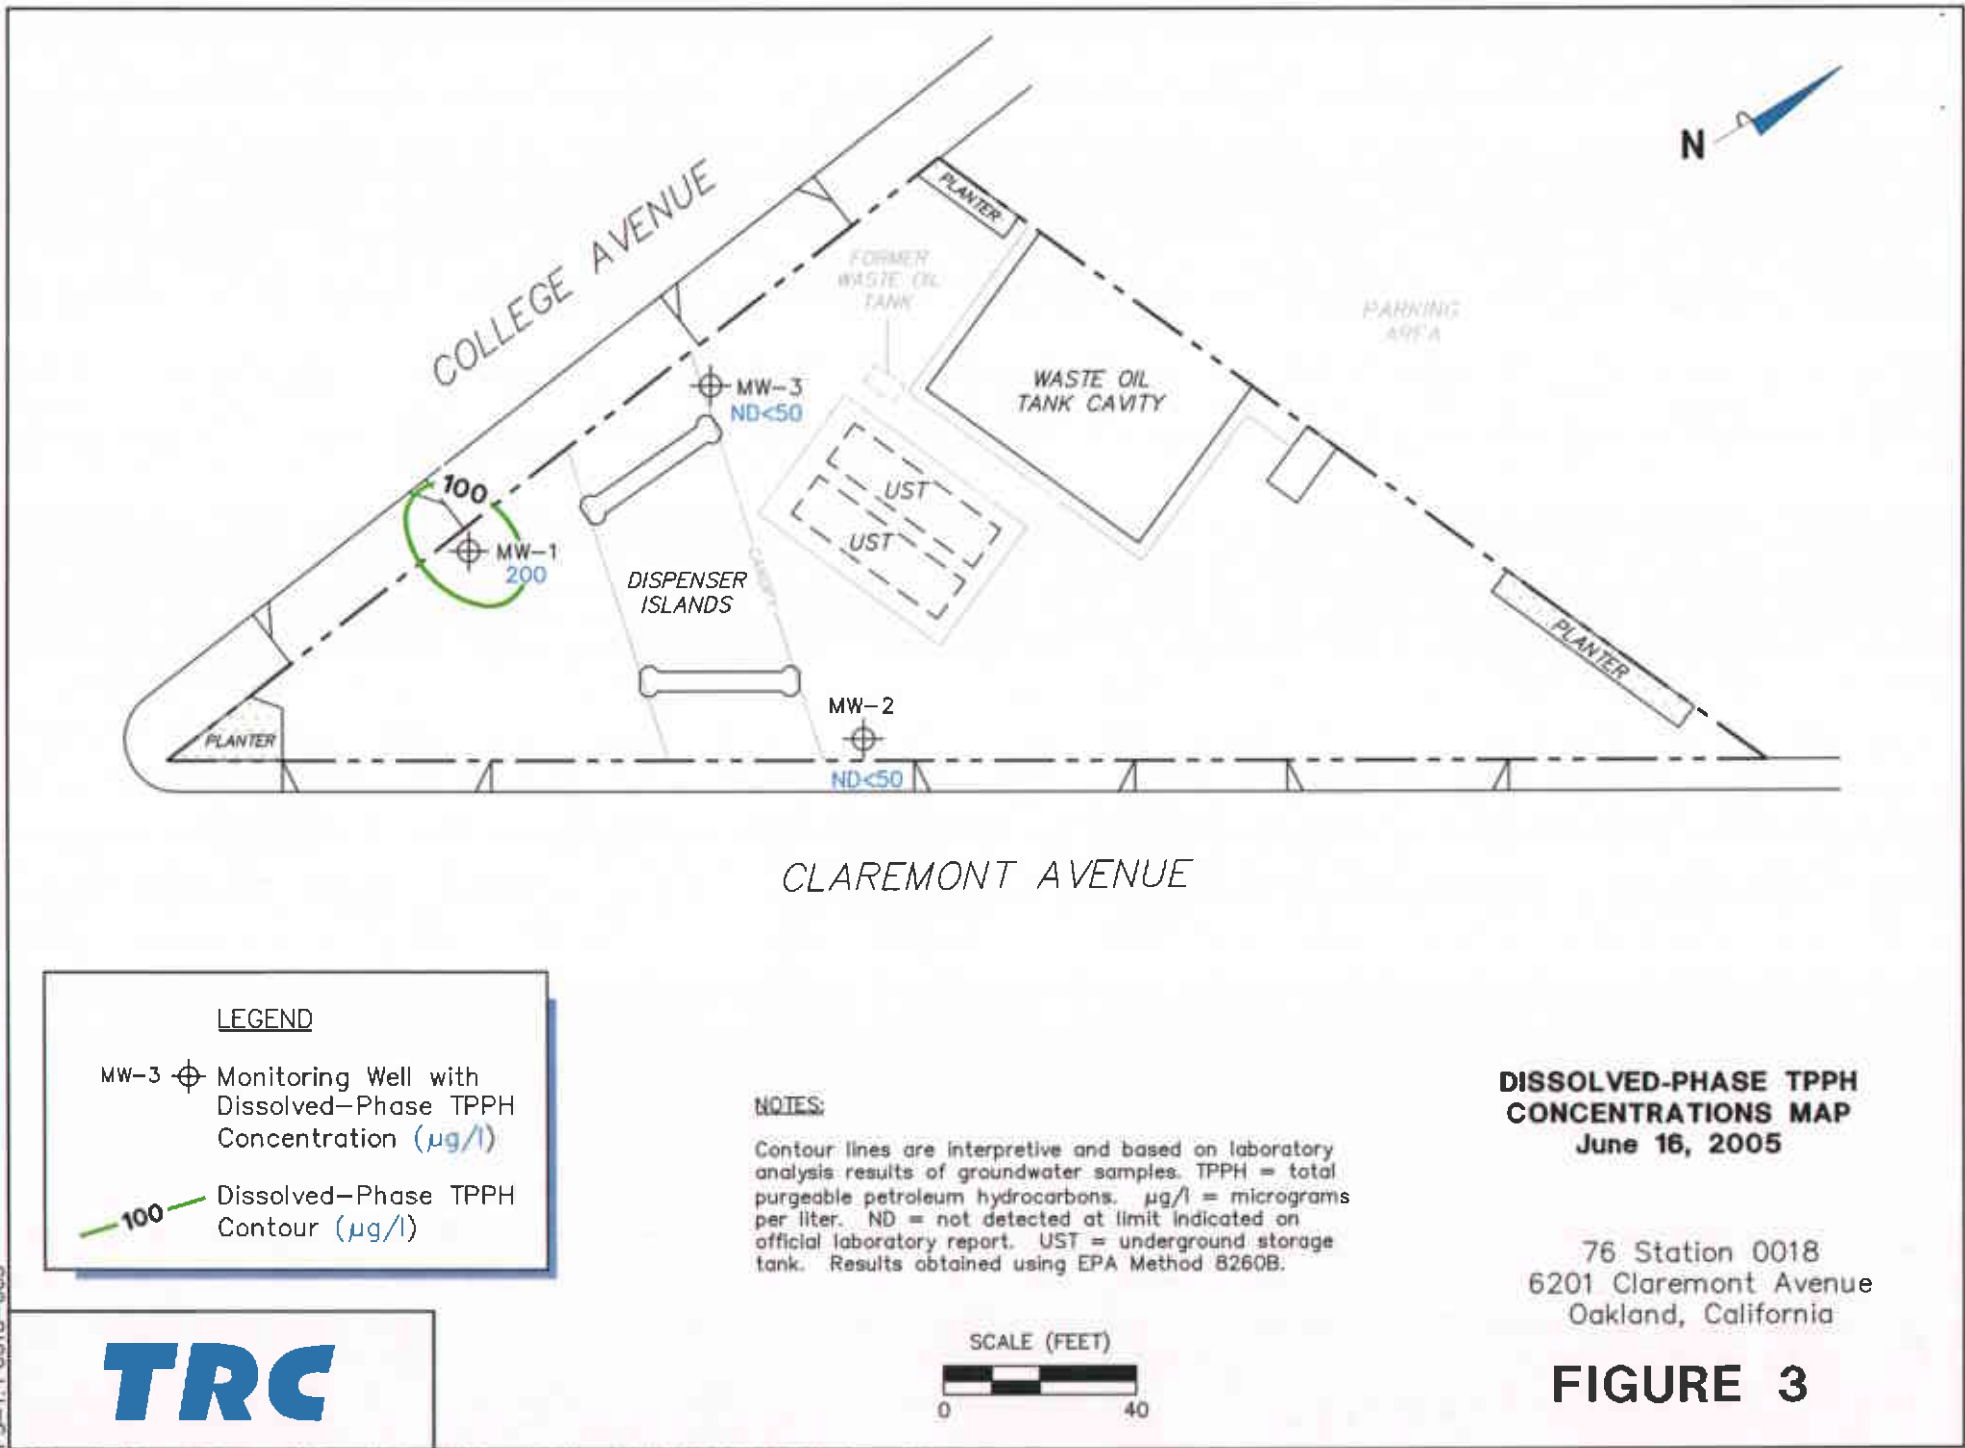 COLLEGE AVENUE
N
PLANTER
FORMER
WASTE OIL
TANK
PARKING
AREA
WASTE OIL
TANK CAVITY
MW-3
ND<50
100
UST
UST
MW-1
200
CANOPY
DISPENSER
ISLANDS
PLANTER
MW-2
PLANTER
ND<50
CLAREMONT AVENUE
LEGEND
MW-3 Monitoring Well with
Dissolved-Phase TPPH
Concentration (µg/l)
100 Dissolved-Phase TPPH
Contour (µg/l)
NOTES:
Contour lines are interpretive and based on laboratory
analysis results of groundwater samples. TPPH = total
purgeable petroleum hydrocarbons. µg/l = micrograms
per liter. ND = not detected at limit indicated on
official laboratory report. UST = underground storage
tank. Results obtained using EPA Method 8260B.
SCALE (FEET)
0 40
DISSOLVED-PHASE TPPH
CONCENTRATIONS MAP
June 16, 2005
76 Station 0018
6201 Claremont Avenue
Oakland, California
FIGURE 3
TRC